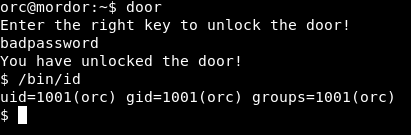 orc@mordor:~$ door
Enter the right key to unlock the door!
badpassword
You have unlocked the door!
$ /bin/id
uid=1001(orc) gid=1001(orc) groups=1001(orc)
$